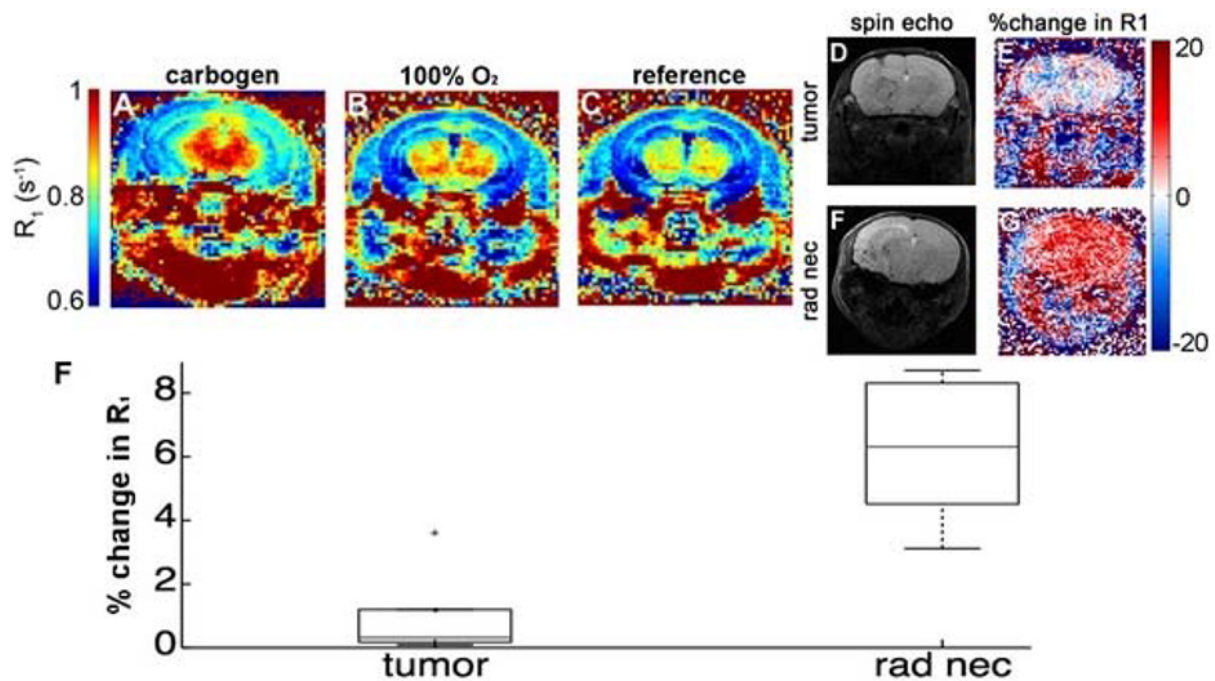 spin echo
%change in R1
carbogen
100% O₂
reference
A
B
C
D
E
F
G
tumor
rad nec
R₁ (s⁻¹)
1
0.8
0.6
20
0
-20
F
% change in R₁
8
6
4
2
0
tumor
rad nec